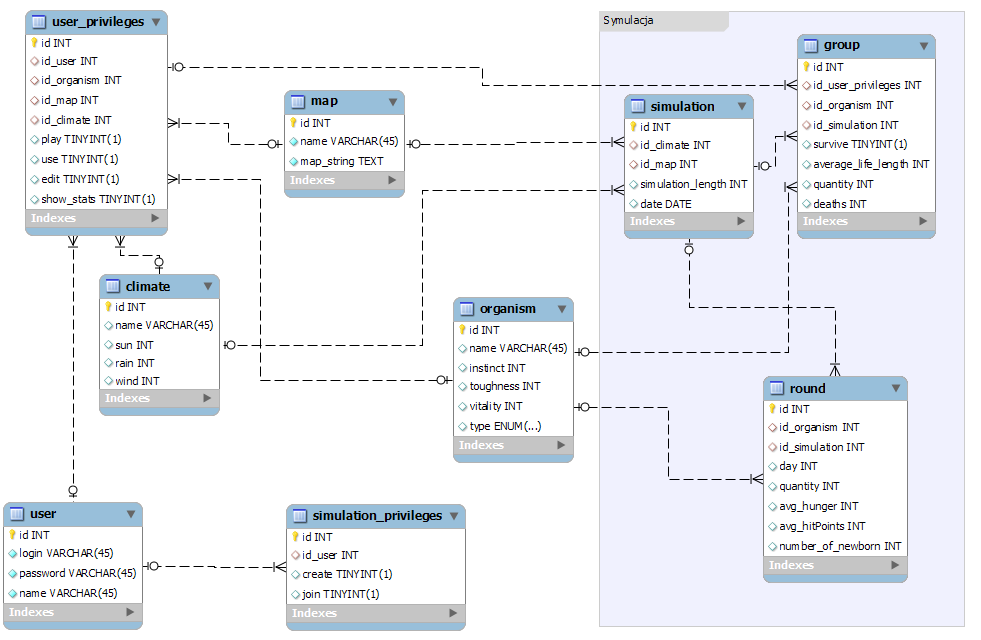 user_privileges
id INT
id_user INT
id_organism INT
id_map INT
id_climate INT
play TINYINT(1)
use TINYINT(1)
edit TINYINT(1)
show_stats TINYINT(1)
Indexes
map
id INT
name VARCHAR(45)
map_string TEXT
Indexes
Symulacja
simulation
id INT
id_climate INT
id_map INT
simulation_length INT
date DATE
Indexes
group
id INT
id_user_privileges INT
id_organism INT
id_simulation INT
survive TINYINT(1)
average_life_length INT
quantity INT
deaths INT
Indexes
climate
id INT
name VARCHAR(45)
sun INT
rain INT
wind INT
Indexes
organism
id INT
name VARCHAR(45)
instinct INT
toughness INT
vitality INT
type ENUM(...)
Indexes
round
id INT
id_organism INT
id_simulation INT
day INT
quantity INT
avg_hunger INT
avg_hitPoints INT
number_of_newborn INT
Indexes
user
id INT
login VARCHAR(45)
password VARCHAR(45)
name VARCHAR(45)
Indexes
simulation_privileges
id INT
id_user INT
create TINYINT(1)
join TINYINT(1)
Indexes